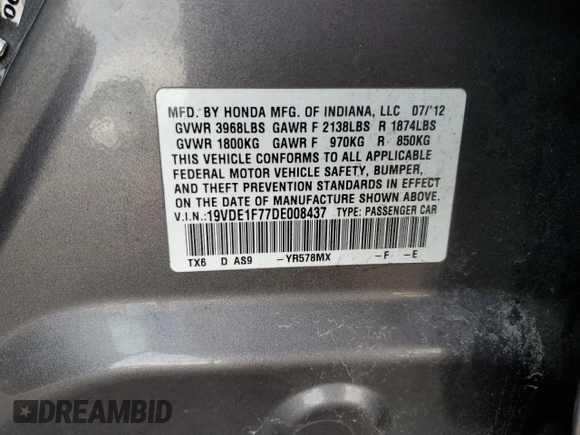 MFD. BY HONDA MFG. OF INDIANA, LLC 07/'12
GVWR 3968LBS GAWR F 2138LBS R 1874LBS
GVWR 1800KG GAWR F 970KG R 850KG
THIS VEHICLE CONFORMS TO ALL APPLICABLE
FEDERAL MOTOR VEHICLE SAFETY, BUMPER,
AND THEFT PREVENTION STANDARDS IN EFFECT
ON THE DATE OF MANUFACTURE SHOWN ABOVE.
V.I.N.:19VDE1F77DE008437 TYPE: PASSENGER CAR
TX6 D AS9 -YR578MX -F -E
DREAMBID